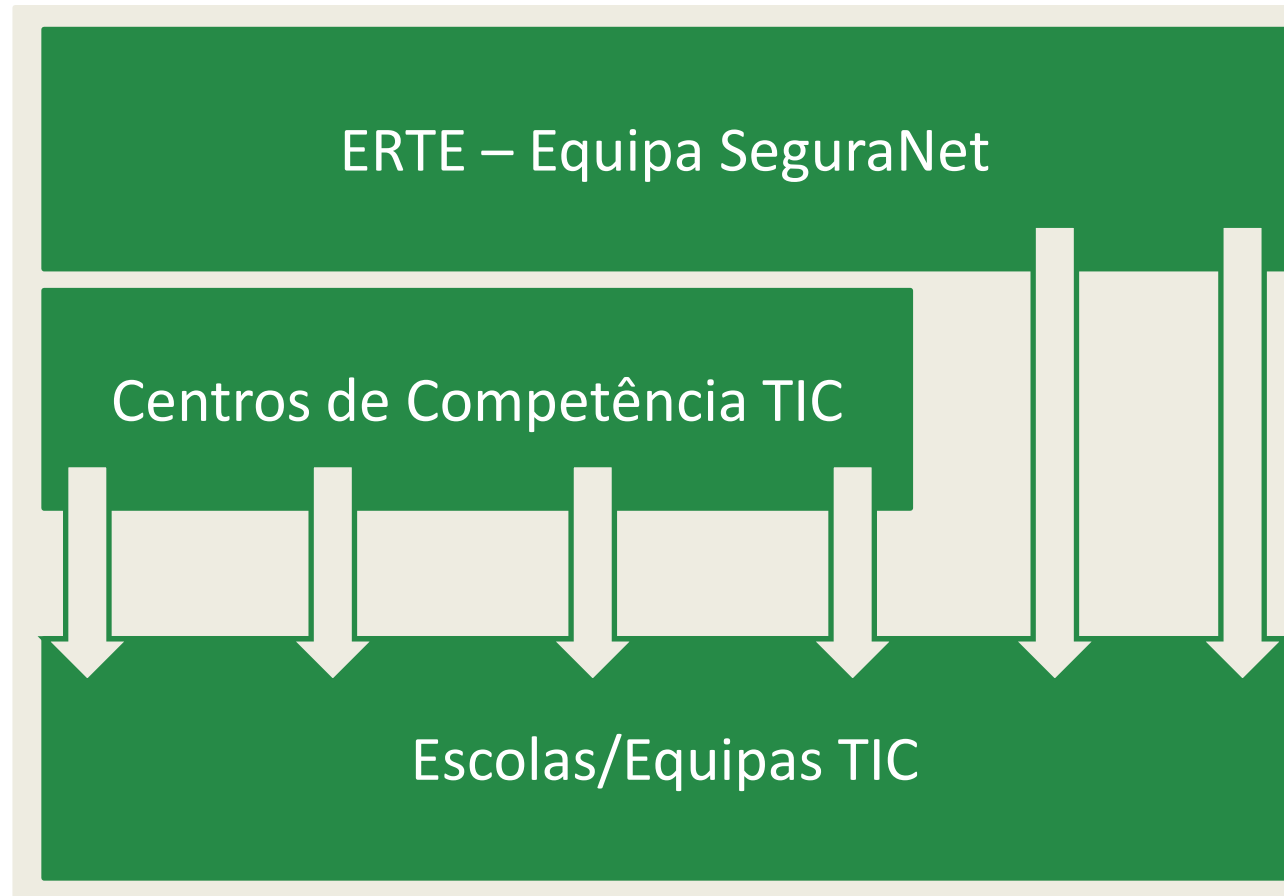 ERTE – Equipa SeguraNet
Centros de Competência TIC
Escolas/Equipas TIC